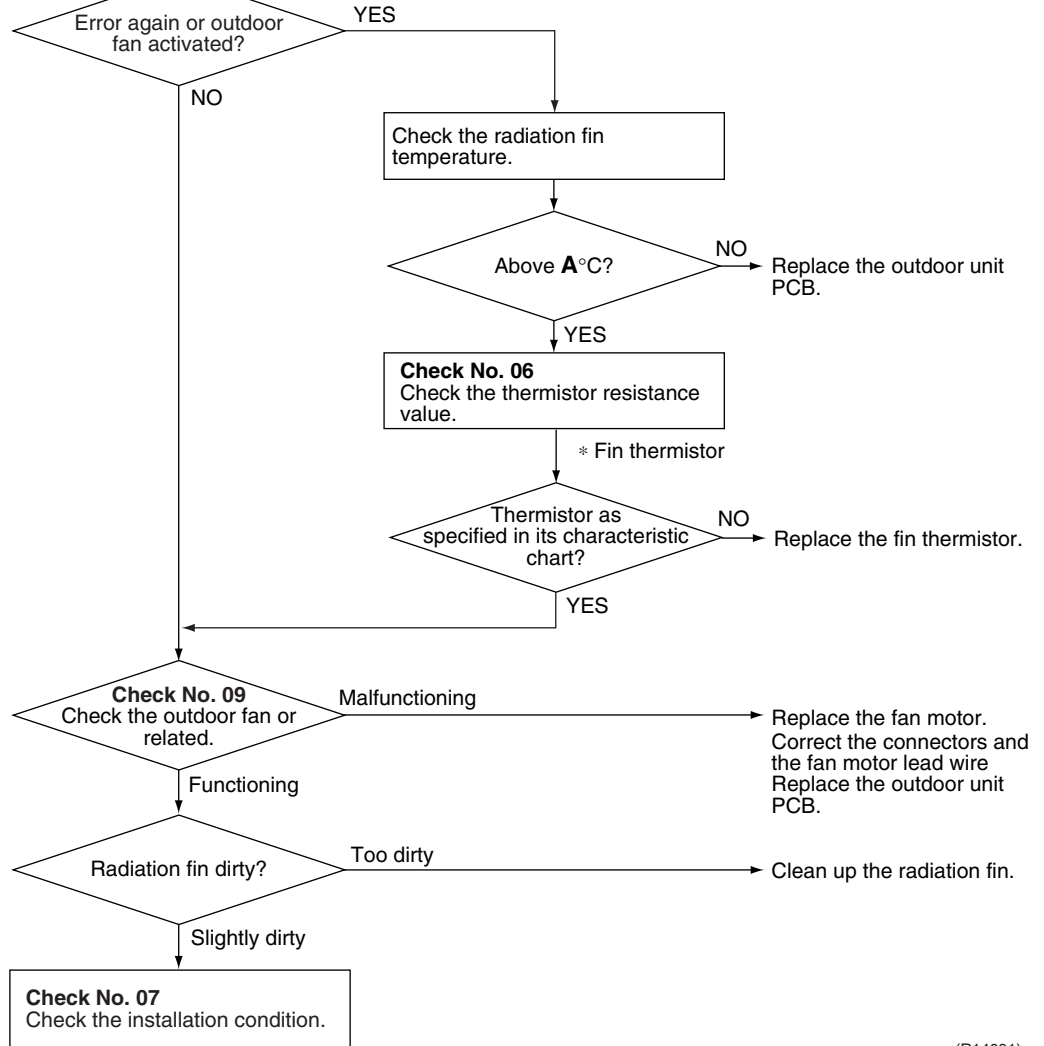 Error again or outdoor
fan activated?
YES
NO
Check the radiation fin
temperature.
Above A°C?
NO
Replace the outdoor unit
PCB.
YES
Check No. 06
Check the thermistor resistance
value.
∗ Fin thermistor
Thermistor as
specified in its characteristic
chart?
NO
Replace the fin thermistor.
YES
Check No. 09
Check the outdoor fan or
related.
Malfunctioning
Replace the fan motor.
Correct the connectors and
the fan motor lead wire
Replace the outdoor unit
PCB.
Functioning
Radiation fin dirty?
Too dirty
Clean up the radiation fin.
Slightly dirty
Check No. 07
Check the installation condition.